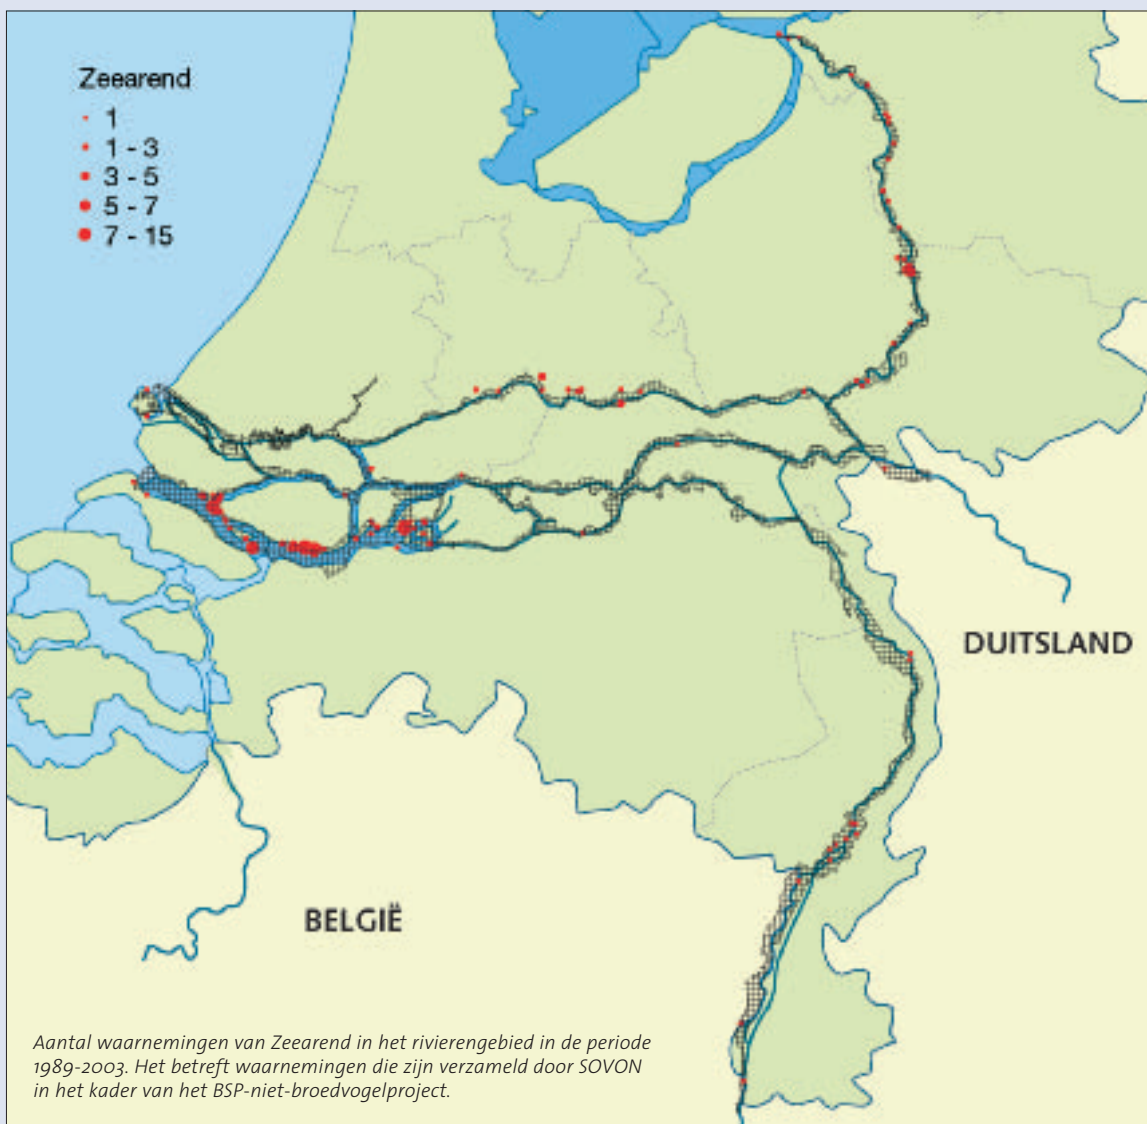 Zeearend
1
1 - 3
3 - 5
5 - 7
7 - 15
DUITSLAND
BELGIË
Aantal waarnemingen van Zeearend in het rivierengebied in de periode
1989-2003. Het betreft waarnemingen die zijn verzameld door SOVON
in het kader van het BSP-niet-broedvogelproject.